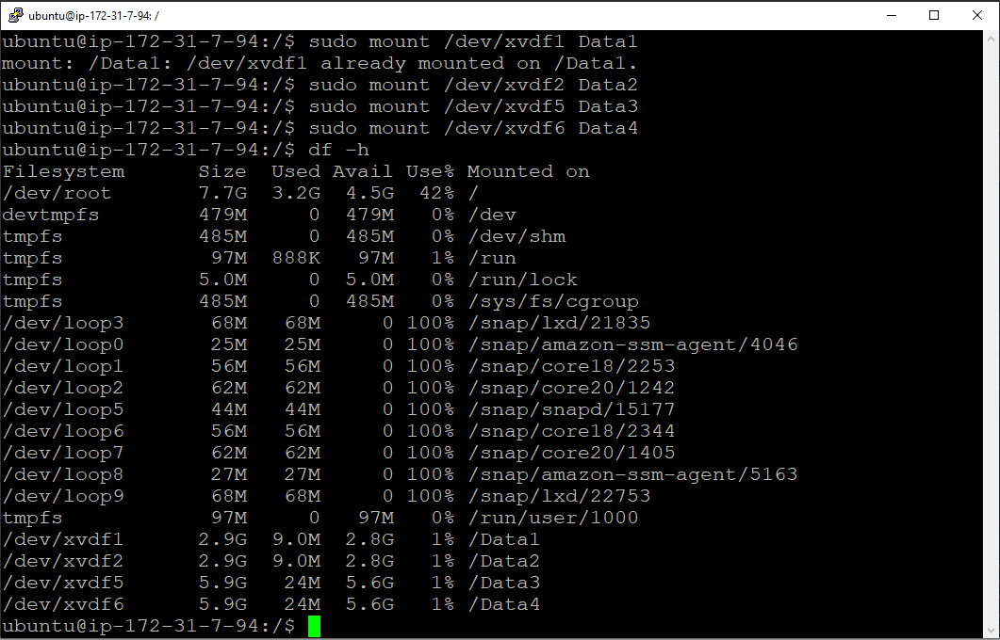 ubuntu@ip-172-31-7-94: /
ubuntu@ip-172-31-7-94:/$ sudo mount /dev/xvdf1 Data1
mount: /Data1: /dev/xvdf1 already mounted on /Data1.
ubuntu@ip-172-31-7-94:/$ sudo mount /dev/xvdf2 Data2
ubuntu@ip-172-31-7-94:/$ sudo mount /dev/xvdf5 Data3
ubuntu@ip-172-31-7-94:/$ sudo mount /dev/xvdf6 Data4
ubuntu@ip-172-31-7-94:/$ df -h
Filesystem      Size  Used Avail Use% Mounted on
/dev/root       7.7G  3.2G  4.5G  42% /
devtmpfs        479M     0  479M   0% /dev
tmpfs           485M     0  485M   0% /dev/shm
tmpfs            97M  888K   97M   1% /run
tmpfs           5.0M     0  5.0M   0% /run/lock
tmpfs           485M     0  485M   0% /sys/fs/cgroup
/dev/loop3       68M   68M     0 100% /snap/lxd/21835
/dev/loop0       25M   25M     0 100% /snap/amazon-ssm-agent/4046
/dev/loop1       56M   56M     0 100% /snap/core18/2253
/dev/loop2       62M   62M     0 100% /snap/core20/1242
/dev/loop5       44M   44M     0 100% /snap/snapd/15177
/dev/loop6       56M   56M     0 100% /snap/core18/2344
/dev/loop7       62M   62M     0 100% /snap/core20/1405
/dev/loop8       27M   27M     0 100% /snap/amazon-ssm-agent/5163
/dev/loop9       68M   68M     0 100% /snap/lxd/22753
tmpfs            97M     0   97M   0% /run/user/1000
/dev/xvdf1      2.9G  9.0M  2.8G   1% /Data1
/dev/xvdf2      2.9G  9.0M  2.8G   1% /Data2
/dev/xvdf5      5.9G   24M  5.6G   1% /Data3
/dev/xvdf6      5.9G   24M  5.6G   1% /Data4
ubuntu@ip-172-31-7-94:/$